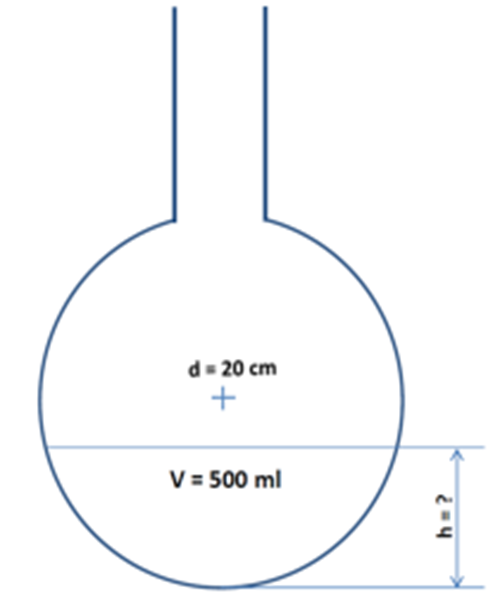 d = 20 cm
V = 500 ml
h = ?